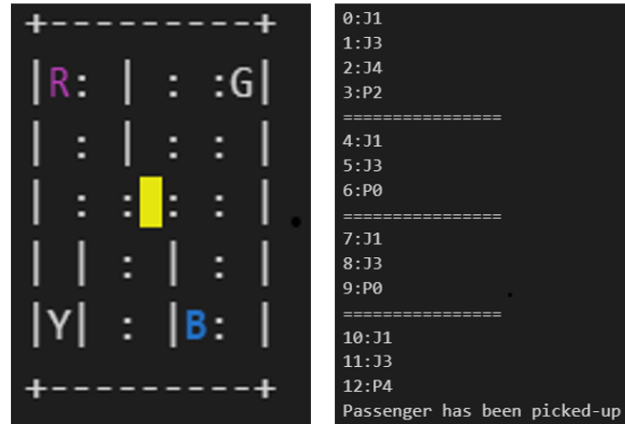 +---------+
|R: | : :G|
| : | : : |
| : : : : |
| | : | : |
|Y| : |B: |
+---------+
0:J1
1:J3
2:J4
3:P2
================
4:J1
5:J3
6:P0
================
7:J1
8:J3
9:P0
================
10:J1
11:J3
12:P4
Passenger has been picked-up